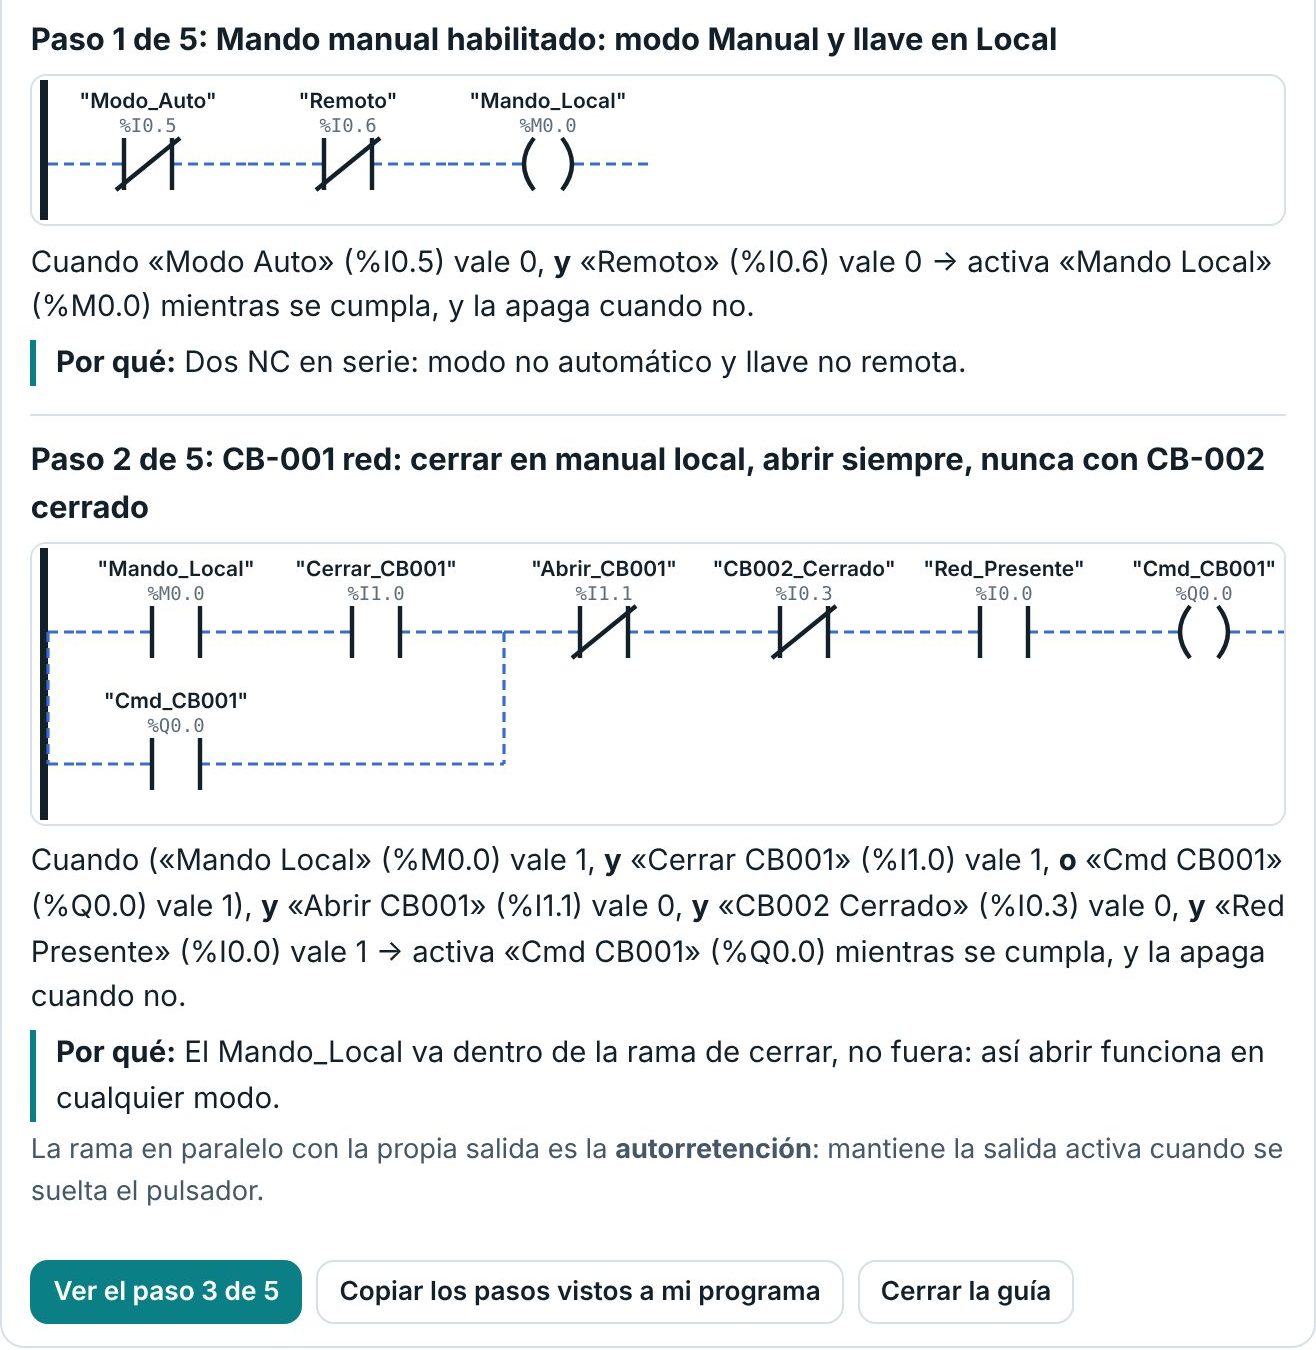 Paso 1 de 5: Mando manual habilitado: modo Manual y llave en Local
"Modo_Auto" "Remoto" "Mando_Local"
%I0.5 %I0.6 %M0.0
Cuando «Modo Auto» (%I0.5) vale 0, y «Remoto» (%I0.6) vale 0 → activa «Mando Local»
(%M0.0) mientras se cumpla, y la apaga cuando no.
Por qué: Dos NC en serie: modo no automático y llave no remota.
Paso 2 de 5: CB-001 red: cerrar en manual local, abrir siempre, nunca con CB-002
cerrado
"Mando_Local" "Cerrar_CB001" "Abrir_CB001" "CB002_Cerrado" "Red_Presente" "Cmd_CB001"
%M0.0 %I1.0 %I1.1 %I0.3 %I0.0 %Q0.0
"Cmd_CB001"
%Q0.0
Cuando («Mando Local» (%M0.0) vale 1, y «Cerrar CB001» (%I1.0) vale 1, o «Cmd CB001»
(%Q0.0) vale 1), y «Abrir CB001» (%I1.1) vale 0, y «CB002 Cerrado» (%I0.3) vale 0, y «Red
Presente» (%I0.0) vale 1 → activa «Cmd CB001» (%Q0.0) mientras se cumpla, y la apaga
cuando no.
Por qué: El Mando_Local va dentro de la rama de cerrar, no fuera: así abrir funciona en
cualquier modo.
La rama en paralelo con la propia salida es la autorretención: mantiene la salida activa cuando se
suelta el pulsador.
Ver el paso 3 de 5 Copiar los pasos vistos a mi programa Cerrar la guía